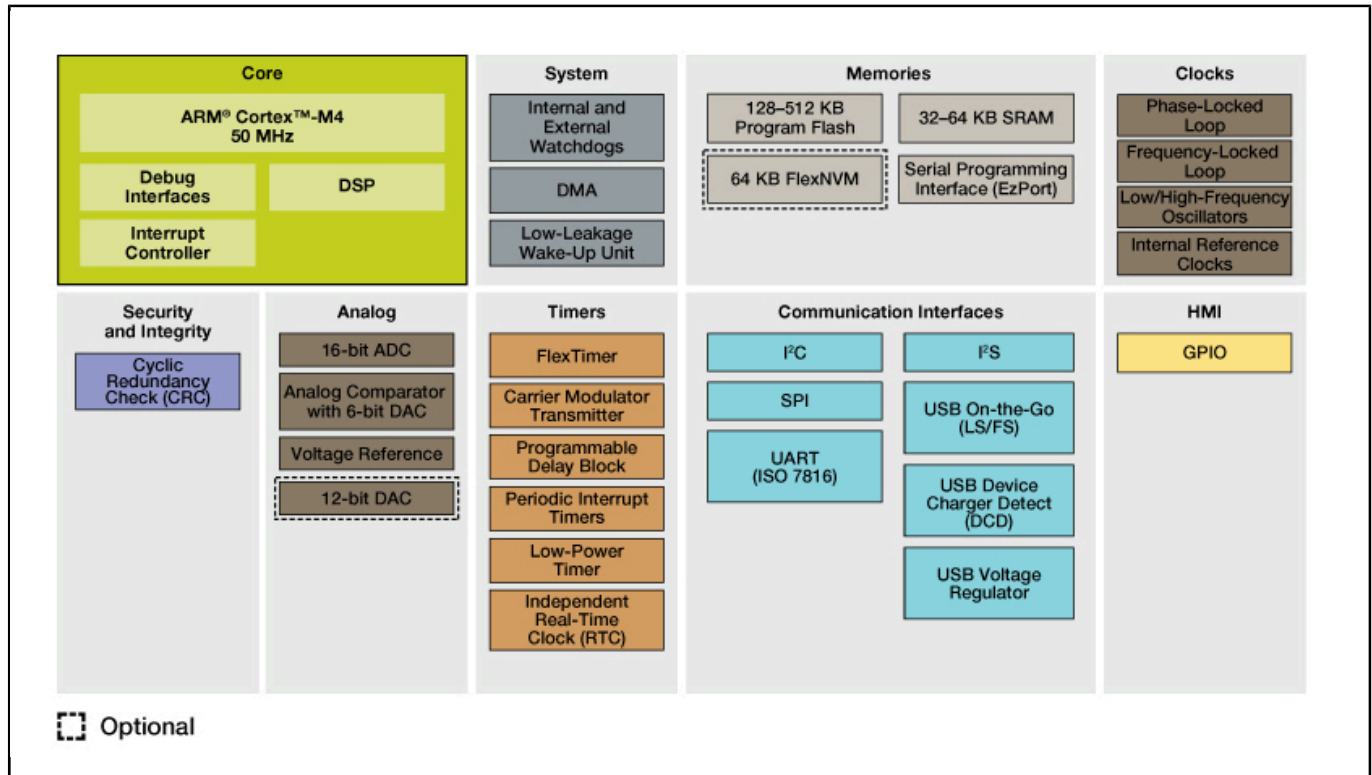 Core
ARM® Cortex™-M4
50 MHz
Debug
Interfaces
DSP
Interrupt
Controller
System
Internal and
External
Watchdogs
DMA
Low-Leakage
Wake-Up Unit
Memories
128–512 KB
Program Flash
32–64 KB SRAM
64 KB FlexNVM
Serial Programming
Interface (EzPort)
Clocks
Phase-Locked
Loop
Frequency-Locked
Loop
Low/High-Frequency
Oscillators
Internal Reference
Clocks
Security
and Integrity
Cyclic
Redundancy
Check (CRC)
Analog
16-bit ADC
Analog Comparator
with 6-bit DAC
Voltage Reference
12-bit DAC
Timers
FlexTimer
Carrier Modulator
Transmitter
Programmable
Delay Block
Periodic Interrupt
Timers
Low-Power
Timer
Independent
Real-Time
Clock (RTC)
Communication Interfaces
I²C
SPI
UART
(ISO 7816)
I²S
USB On-the-Go
(LS/FS)
USB Device
Charger Detect
(DCD)
USB Voltage
Regulator
HMI
GPIO
Optional